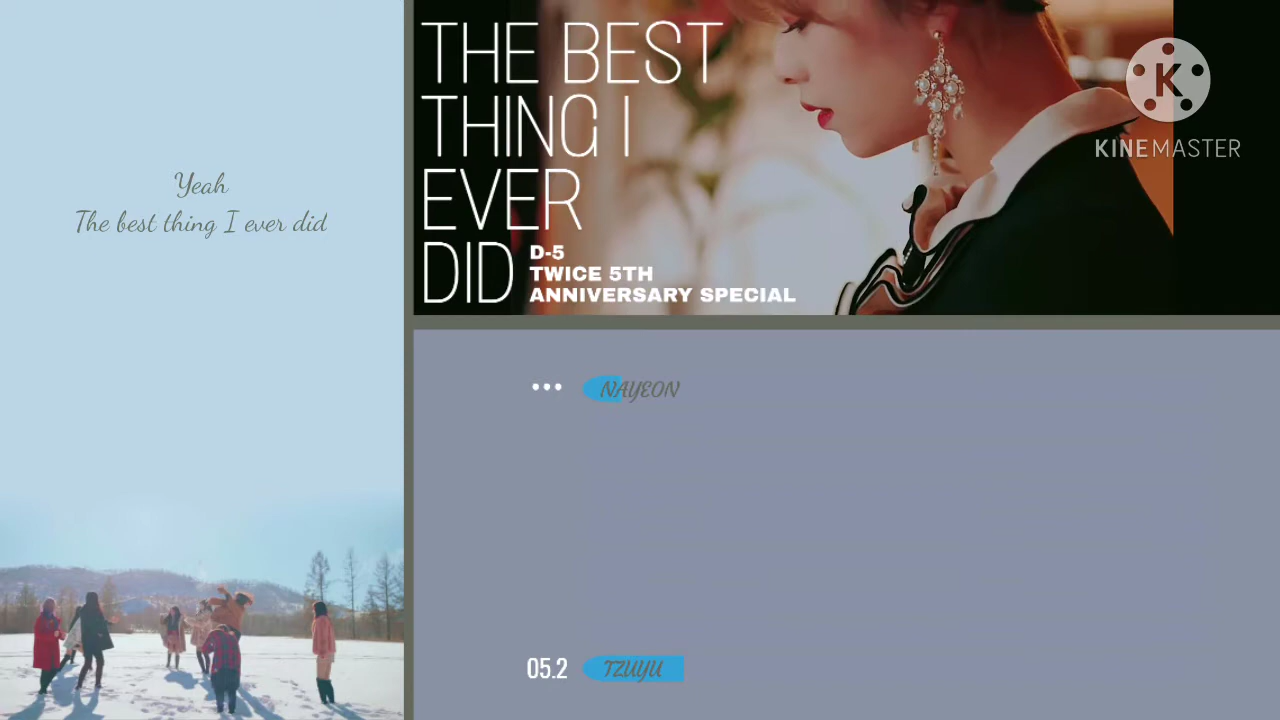 Yeah
The best thing I ever did
THE BEST
THING I
EVER
DID
D-5
TWICE 5TH
ANNIVERSARY SPECIAL
K
KINEMASTER
••• NAYEON
05.2 TZUYU